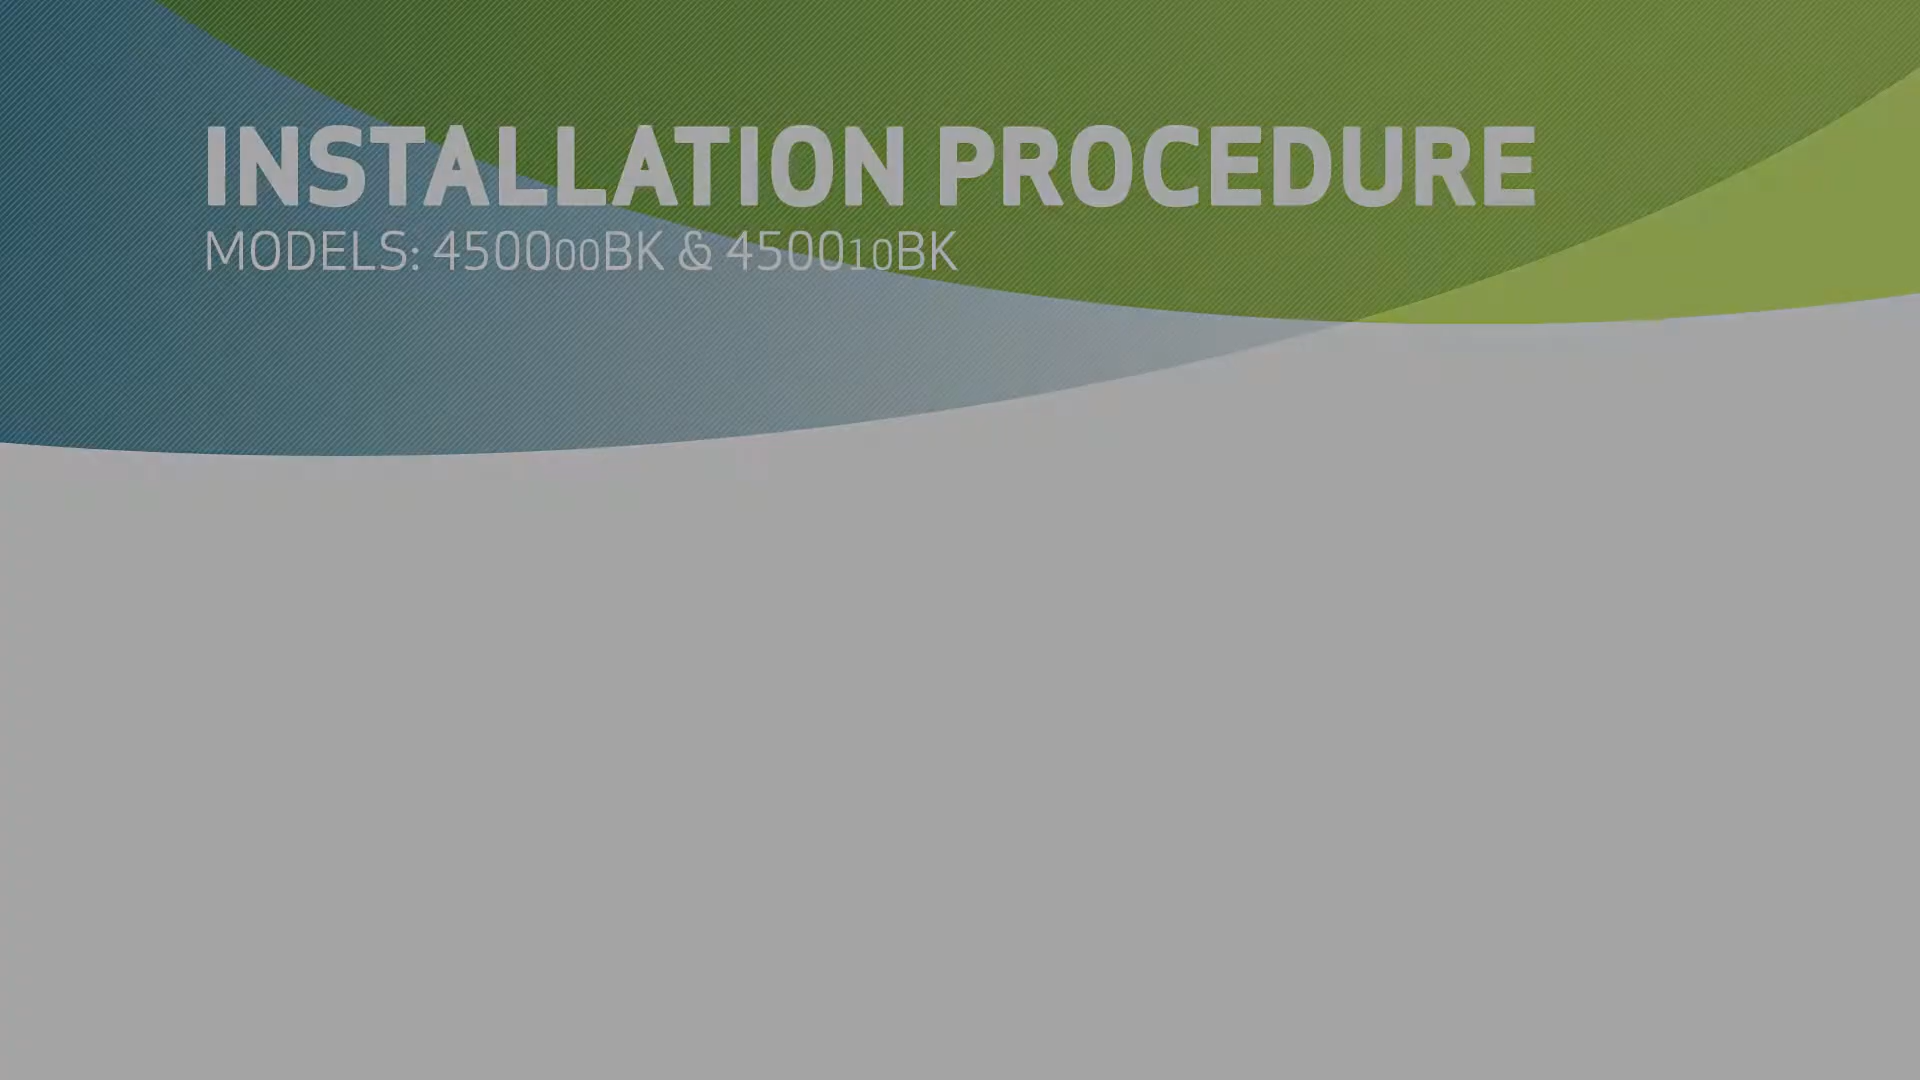 INSTALLATION PROCEDURE
MODELS: 450000BK & 450010BK